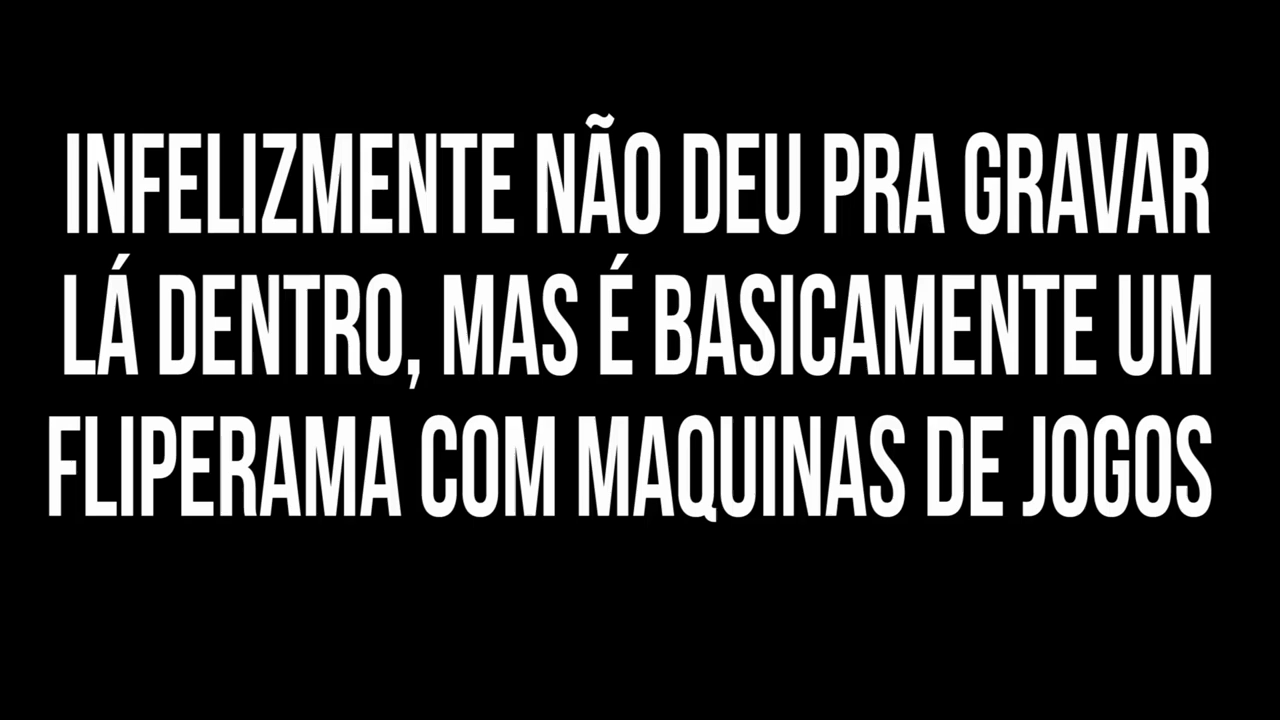 INFELIZMENTE NÃO DEU PRA GRAVAR
LÁ DENTRO, MAS É BASICAMENTE UM
FLIPERAMA COM MAQUINAS DE JOGOS